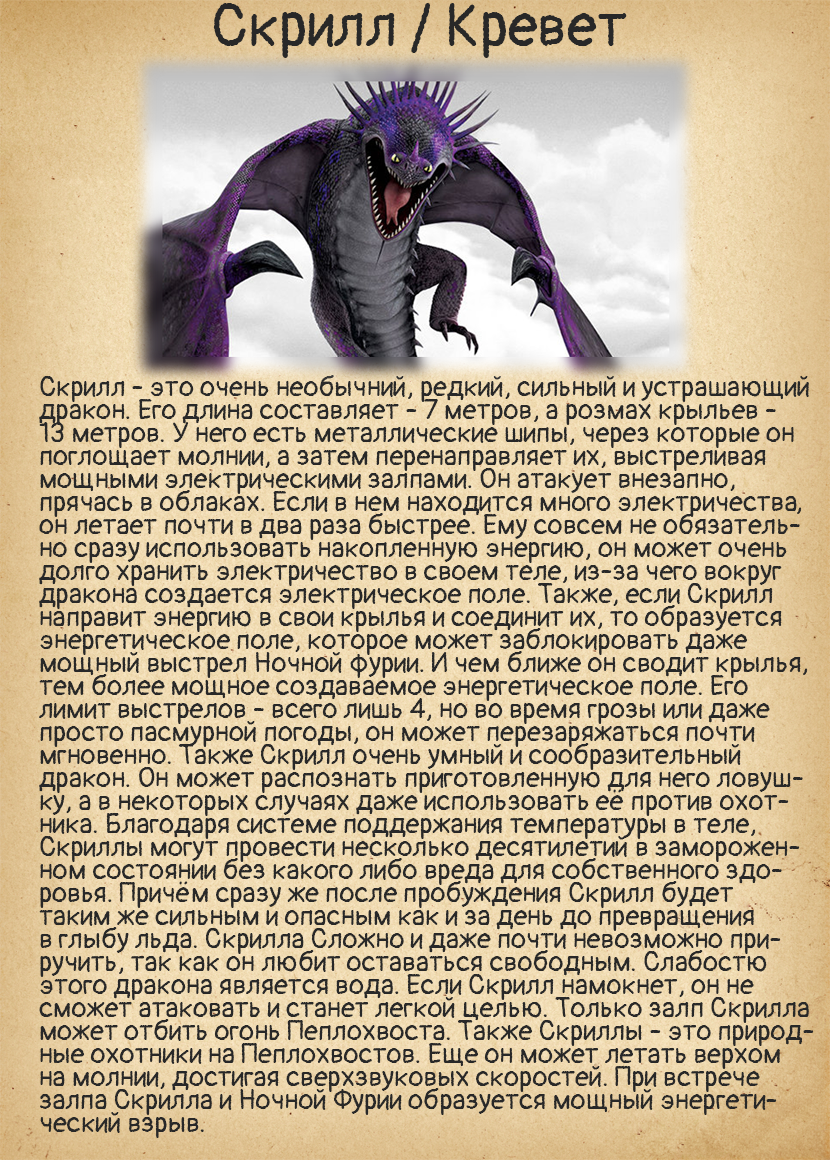 Скрилл / Кревет
Скрилл - это очень необычний, редкий, сильный и устрашающий
дракон. Его длина составляет - 7 метров, а розмах крыльев -
13 метров. У него есть металлические шипы, через которые он
поглощает молнии, а затем перенаправляет их, выстреливая
мощными электрическими залпами. Он атакует внезапно,
прячась в облаках. Если в нем находится много электричества,
он летает почти в два раза быстрее. Ему совсем не обязатель-
но сразу использовать накопленную энергию, он может очень
долго хранить электричество в своем теле, из-за чего вокруг
дракона создается электрическое поле. Также, если Скрилл
направит энергию в свои крылья и соединит их, то образуется
энергетическое поле, которое может заблокировать даже
мощный выстрел Ночной фурии. И чем ближе он сводит крылья,
тем более мощное создаваемое энергетическое поле. Его
лимит выстрелов - всего лишь 4, но во время грозы или даже
просто пасмурной погоды, он может перезаряжаться почти
мгновенно. Также Скрилл очень умный и сообразительный
дракон. Он может распознать приготовленную для него ловуш-
ку, а в некоторых случаях даже использовать её против охот-
ника. Благодаря системе поддержания температуры в теле,
Скриллы могут провести несколько десятилетий в заморожен-
ном состоянии без какого либо вреда для собственного здо-
ровья. Причём сразу же после пробуждения Скрилл будет
таким же сильным и опасным как и за день до превращения
в глыбу льда. Скрилла Сложно и даже почти невозможно при-
ручить, так как он любит оставаться свободным. Слабостю
этого дракона является вода. Если Скрилл намокнет, он не
сможет атаковать и станет легкой целью. Только залп Скрилла
может отбить огонь Пеплохвоста. Также Скриллы - это природ-
ные охотники на Пеплохвостов. Еще он может летать верхом
на молнии, достигая сверхзвуковых скоростей. При встрече
залпа Скрилла и Ночной Фурии образуется мощный энергети-
ческий взрыв.